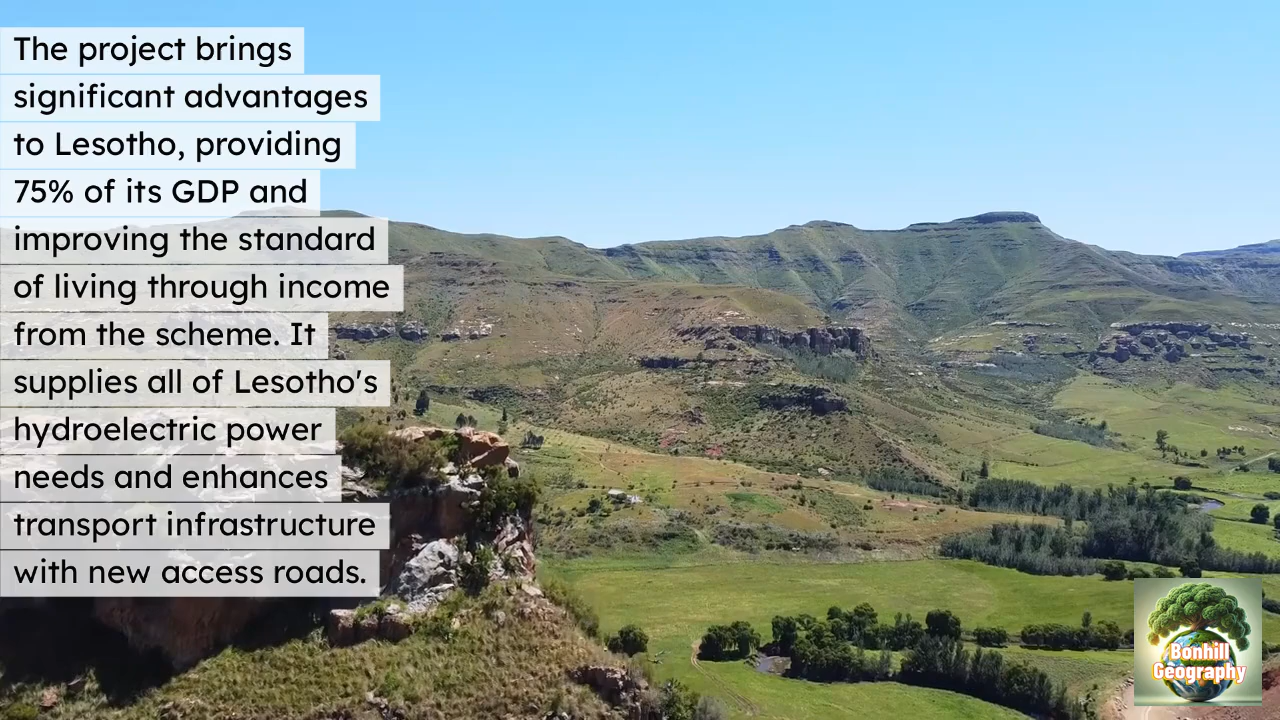 The project brings
significant advantages
to Lesotho, providing
75% of its GDP and
improving the standard
of living through income
from the scheme. It
supplies all of Lesotho's
hydroelectric power
needs and enhances
transport infrastructure
with new access roads.
Bonhill
Geography